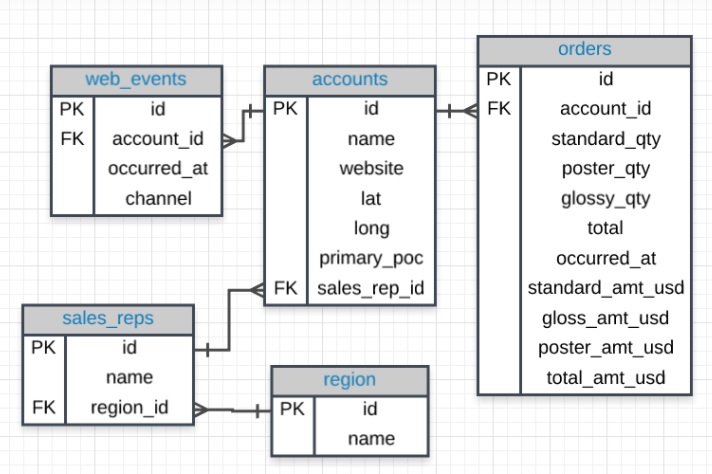 web_events
PK id
FK account_id
occurred_at
channel
accounts
PK id
name
website
lat
long
primary_poc
FK sales_rep_id
orders
PK id
FK account_id
standard_qty
poster_qty
glossy_qty
total
occurred_at
standard_amt_usd
gloss_amt_usd
poster_amt_usd
total_amt_usd
sales_reps
PK id
name
FK region_id
region
PK id
name